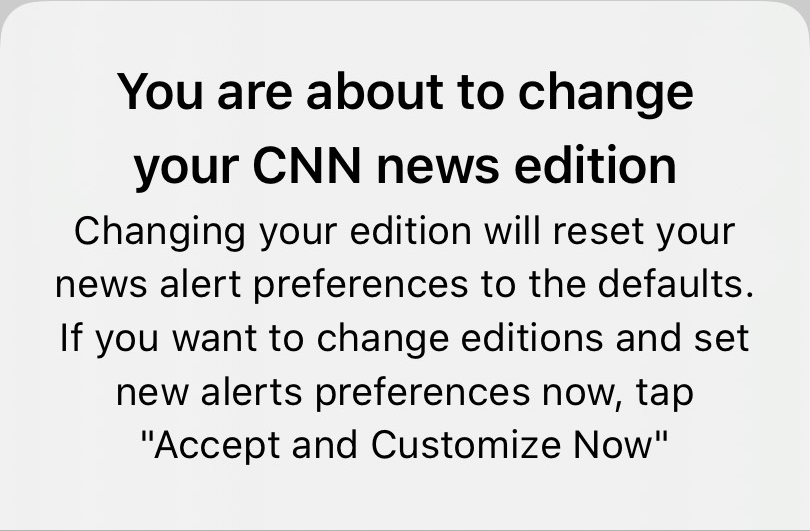 You are about to change
your CNN news edition
Changing your edition will reset your
news alert preferences to the defaults.
If you want to change editions and set
new alerts preferences now, tap
"Accept and Customize Now"